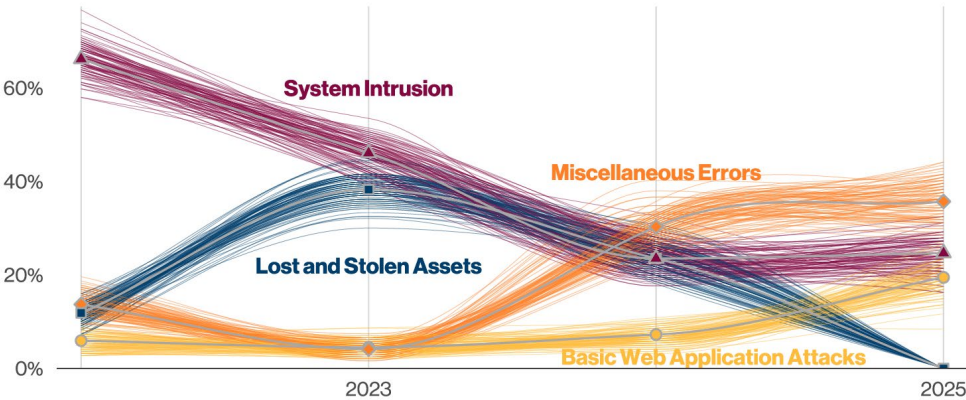 System Intrusion
60%
Miscellaneous Errors
40%
Lost and Stolen Assets
20%
Basic Web Application Attacks
0%
2023
2025